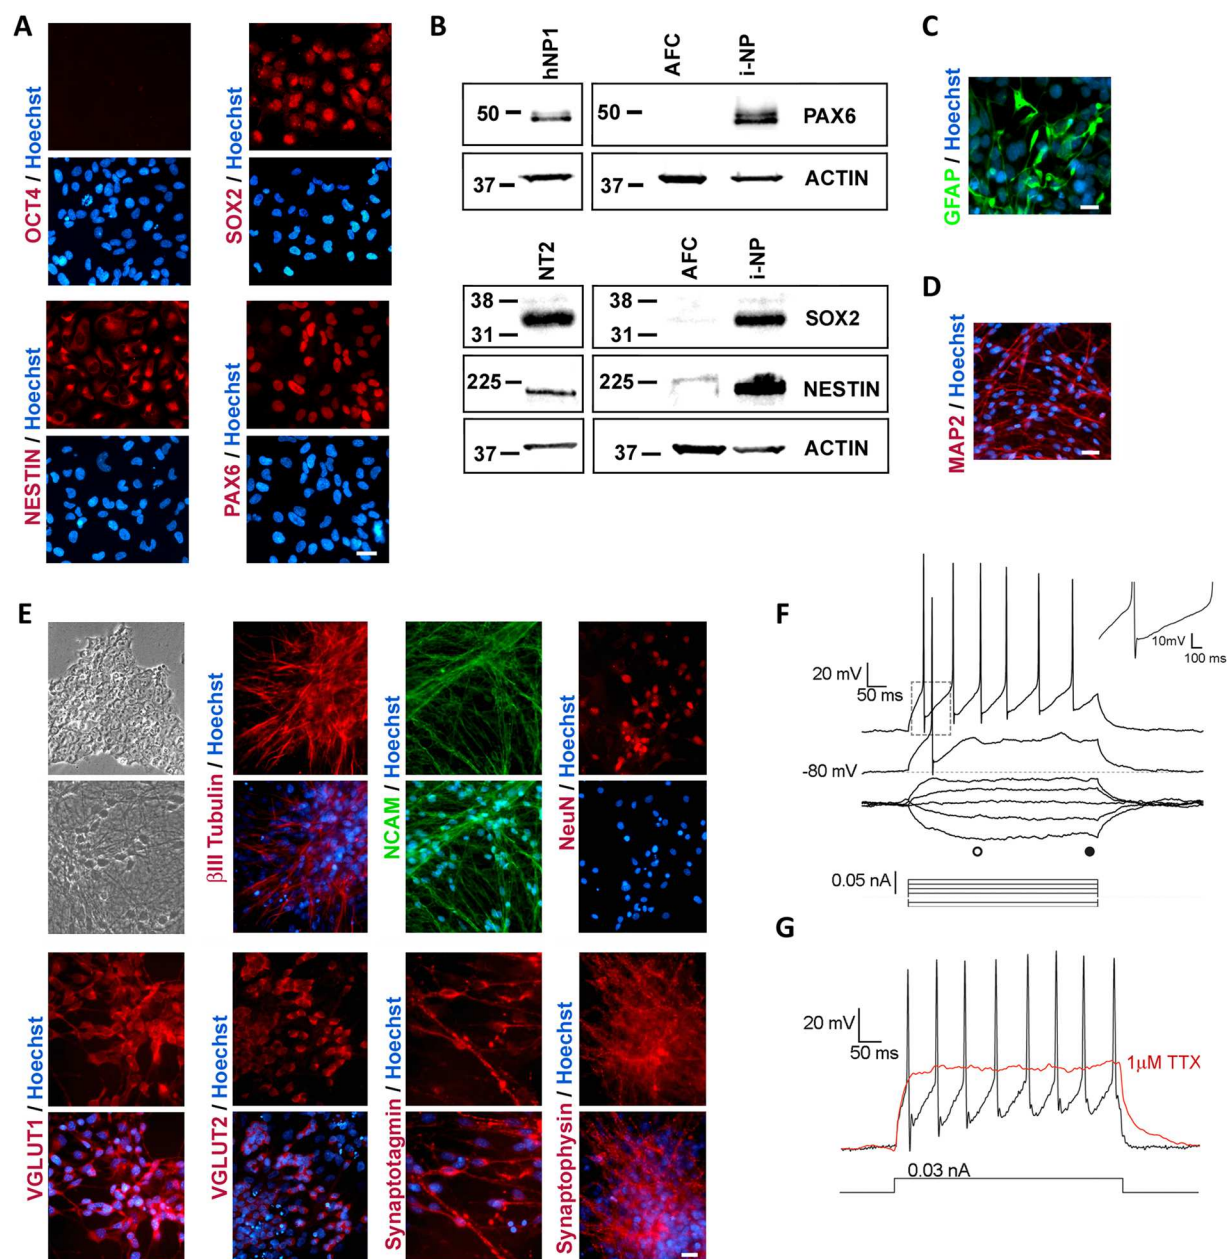 A
OCT4 / Hoechst
SOX2 / Hoechst
NESTIN / Hoechst
PAX6 / Hoechst
B
hNP1
AFC
i-NP
50
50
PAX6
37
37
ACTIN
NT2
AFC
i-NP
38
31
38
31
SOX2
225
225
NESTIN
37
37
ACTIN
C
GFAP / Hoechst
D
MAP2 / Hoechst
E
βIII Tubulin / Hoechst
NCAM / Hoechst
NeuN / Hoechst
VGLUT1 / Hoechst
VGLUT2 / Hoechst
Synaptotagmin / Hoechst
Synaptophysin / Hoechst
F
20 mV
50 ms
10mV
100 ms
-80 mV
0.05 nA
G
20 mV
50 ms
1μM TTX
0.03 nA